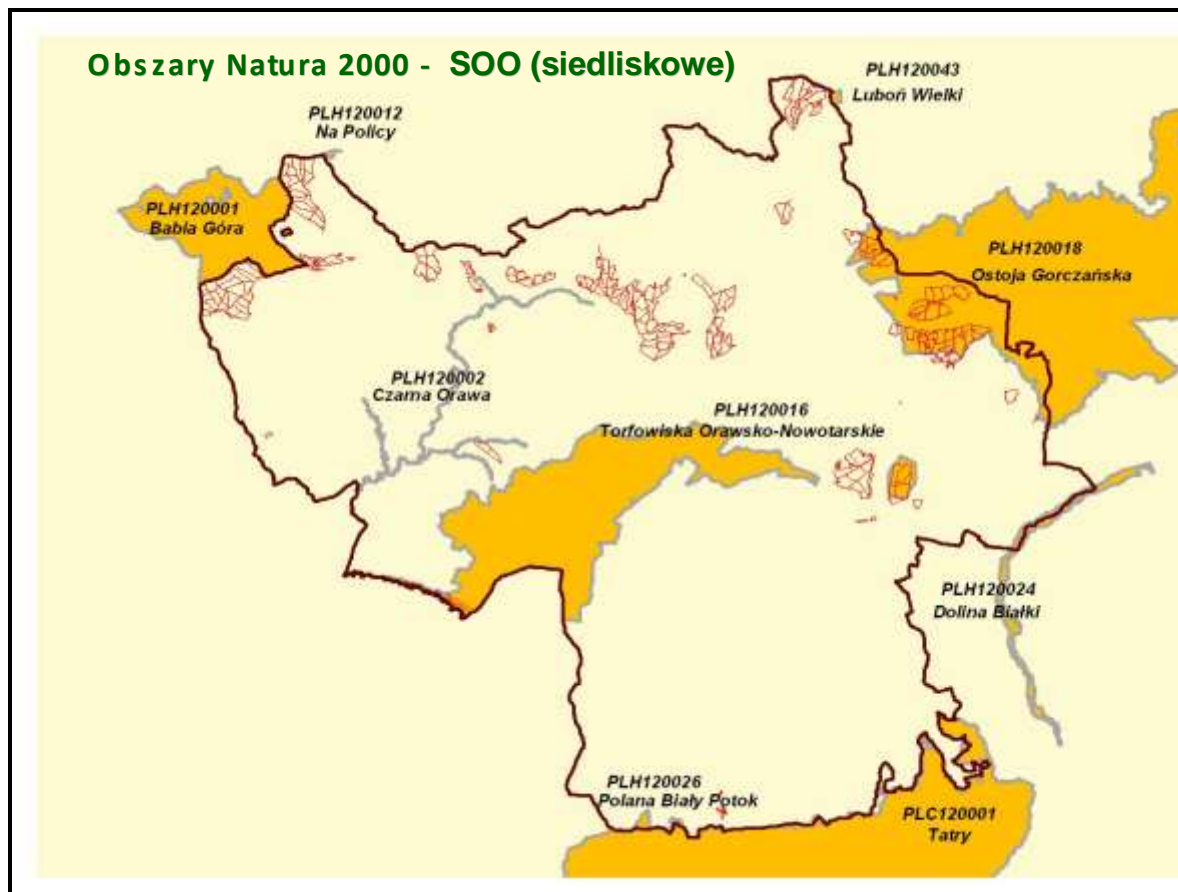 Obszary Natura 2000 - SOO (siedliskowe)
PLH120043
Luboń Wielki
PLH120012
Na Policy
PLH120001
Babia Góra
PLH120018
Ostoja Gorczańska
PLH120002
Czarna Orawa
PLH120016
Torfowiska Orawsko-Nowotarskie
PLH120024
Dolina Białki
PLH120026
Polana Biały Potok
PLC120001
Tatry